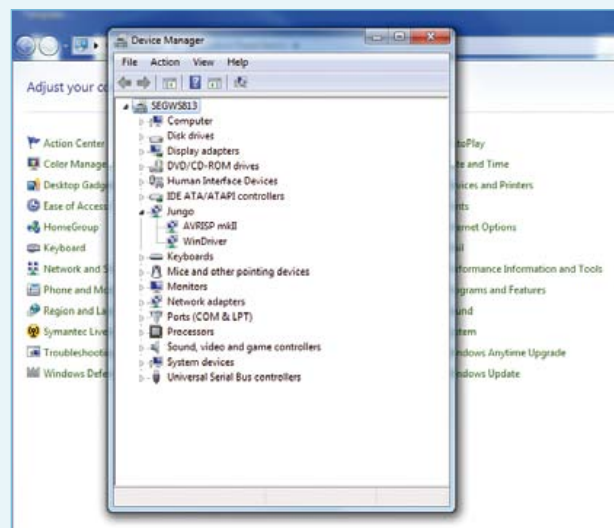 Device Manager
File Action View Help
SEGWS813
Computer
Disk drives
Display adapters
DVD/CD-ROM drives
Human Interface Devices
IDE ATA/ATAPI controllers
Jungo
AVRISP mkII
WinDriver
Keyboards
Mice and other pointing devices
Monitors
Network adapters
Ports (COM & LPT)
Processors
Sound, video and game controllers
System devices
Universal Serial Bus controllers
Adjust your
Action Center
Color Manage
Desktop Gadg
Ease of Access
HomeGroup
Keyboard
Network and S
Phone and Mo
Region and La
Symantec Live
Troubleshooti
Windows Defe
toPlay
te and Time
vices and Printers
nts
ernet Options
il
formance Information and Tools
grams and Features
und
tem
ndows Anytime Upgrade
ndows Update